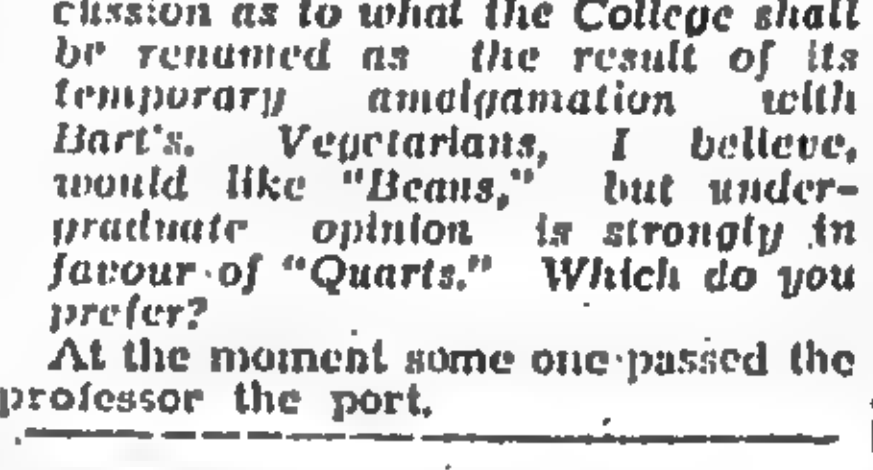 cussion as to what the College shall
be renamed as the result of its
temporary amalgamation with
Bart's. Vegetarians, I believe,
would like "Beans," but under-
graduate opinion is strongly in
favour of "Quarts." Which do you
prefer?
At the moment some one passed the
professor the port.